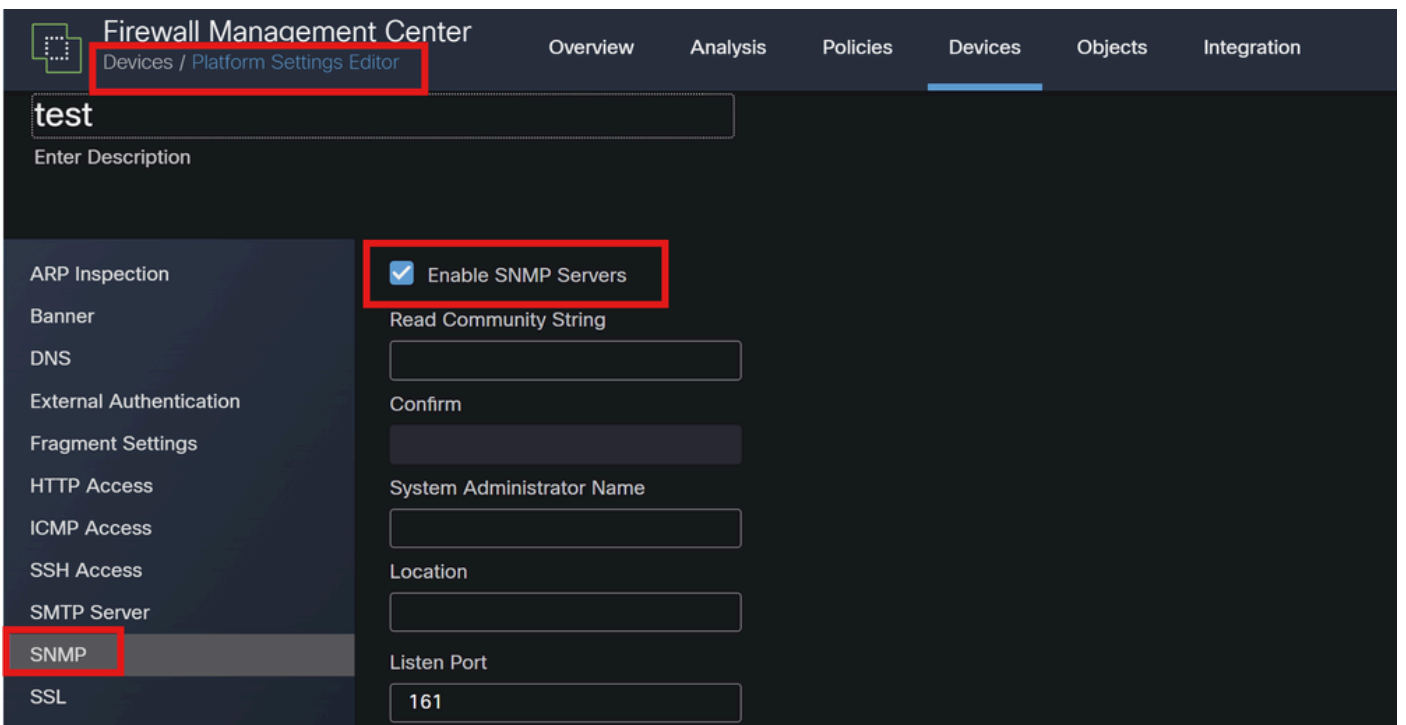 Firewall Management Center
Devices / Platform Settings Editor
Overview
Analysis
Policies
Devices
Objects
Integration
test
Enter Description
ARP Inspection
Banner
DNS
External Authentication
Fragment Settings
HTTP Access
ICMP Access
SSH Access
SMTP Server
SNMP
SSL
Enable SNMP Servers
Read Community String
Confirm
System Administrator Name
Location
Listen Port
161